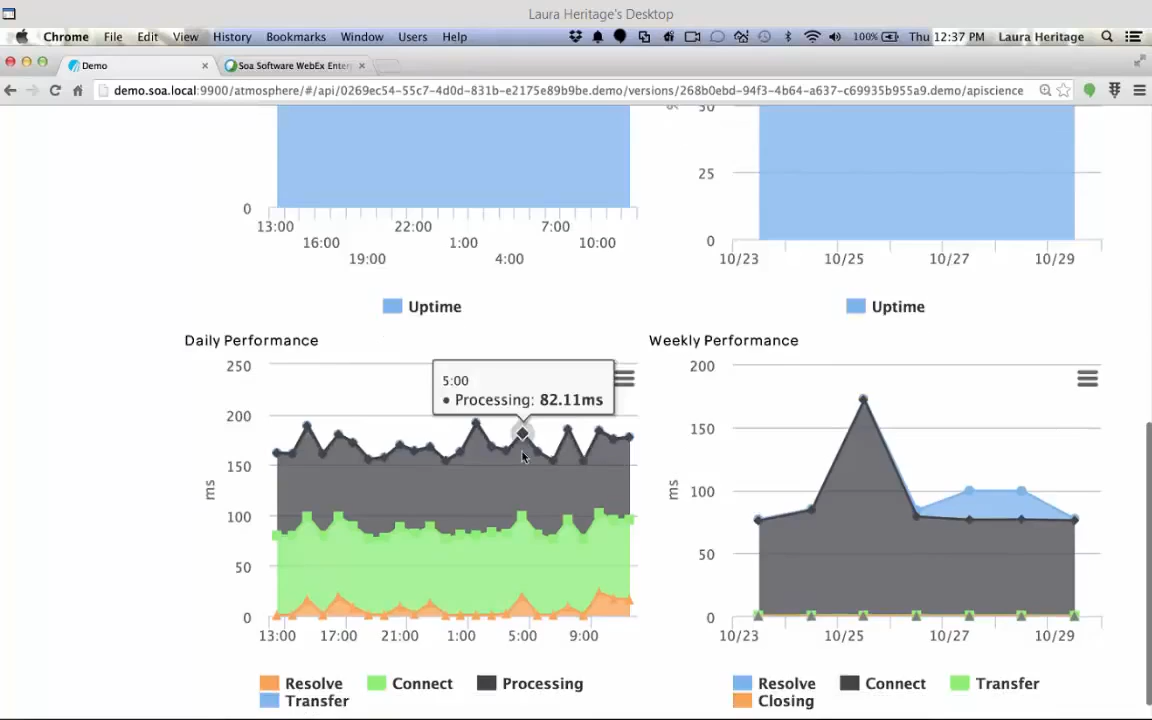 Laura Heritage's Desktop
Chrome File Edit View History Bookmarks Window Users Help 100% Thu 12:37 PM Laura Heritage
Demo
Soa Software WebEx Enter
demo.soa.local:9900/atmosphere/#/api/0269ec54-55c7-4d0d-831b-e2175e89b9be.demo/versions/268b0ebd-94f3-4b64-a637-c69935b955a9.demo/apiscience
0
13:00 22:00 7:00
16:00 1:00 10:00
19:00 4:00
Uptime
50
25
0
10/23 10/25 10/27 10/29
Uptime
Daily Performance
250
200
150
100
50
0
ms
5:00
Processing: 82.11ms
13:00 17:00 21:00 1:00 5:00 9:00
Resolve Connect Processing
Transfer
Weekly Performance
200
150
100
50
0
ms
10/23 10/25 10/27 10/29
Resolve Connect Transfer
Closing